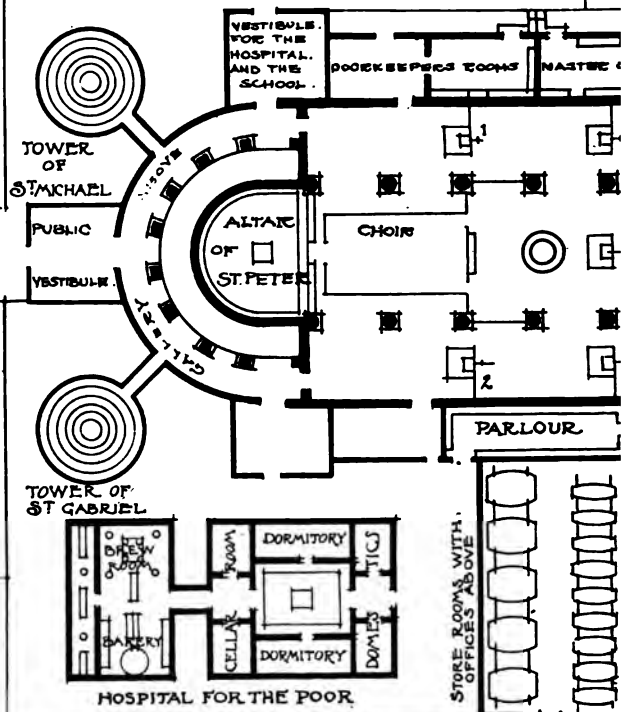 VESTIBULE.
FOR THE
HOSPITAL.
AND THE
SCHOOL.
DOORKEEPERS ROOMS
MASTER
1
TOWER
OF
ST. MICHAEL
ABOVE
PUBLIC
VESTIBULE.
GALLERY
ALTAR
OF
ST. PETER
CHOIR
2
PARLOUR
TOWER OF
ST GABRIEL
BREW
ROOM
BAKERY
ROOM
CELLAR
DORMITORY
DORMITORY
TICS
DOMES
HOSPITAL FOR THE POOR
STORE ROOMS WITH.
OFFICES ABOVE